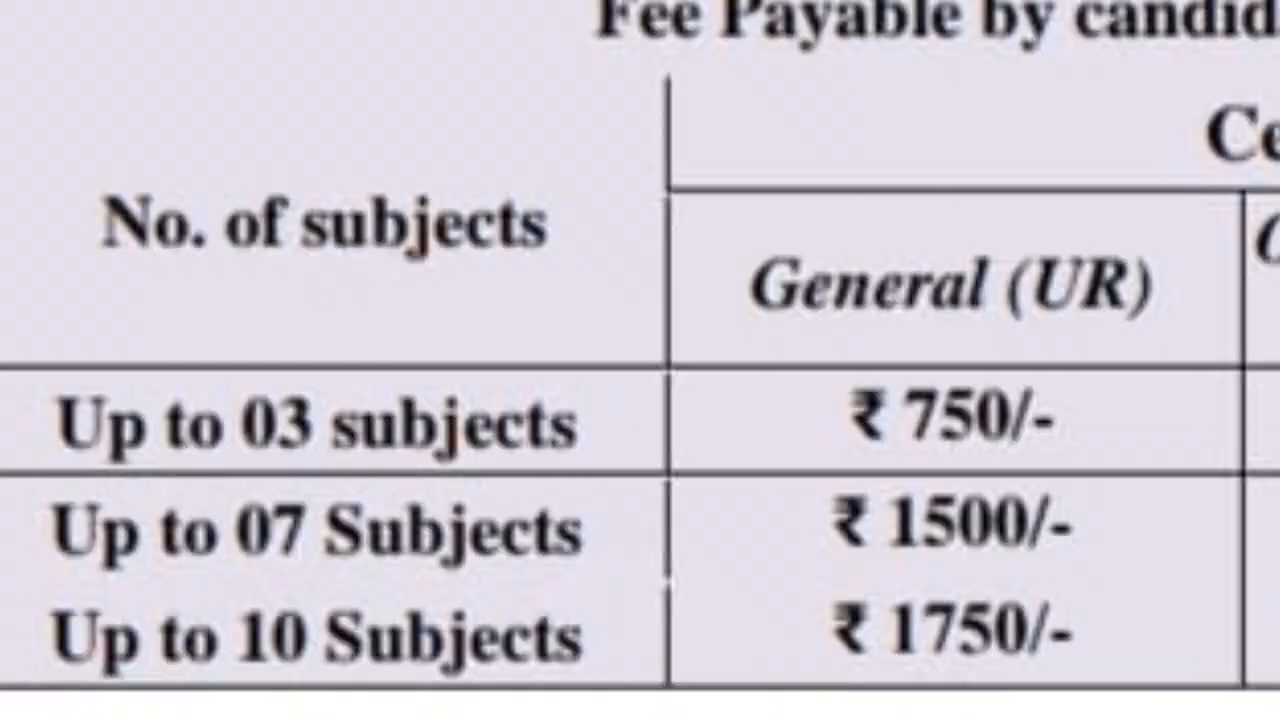 Fee Payable by candid
Ce
No. of subjects
General (UR)
Up to 03 subjects
₹ 750/-
Up to 07 Subjects
₹ 1500/-
Up to 10 Subjects
₹ 1750/-